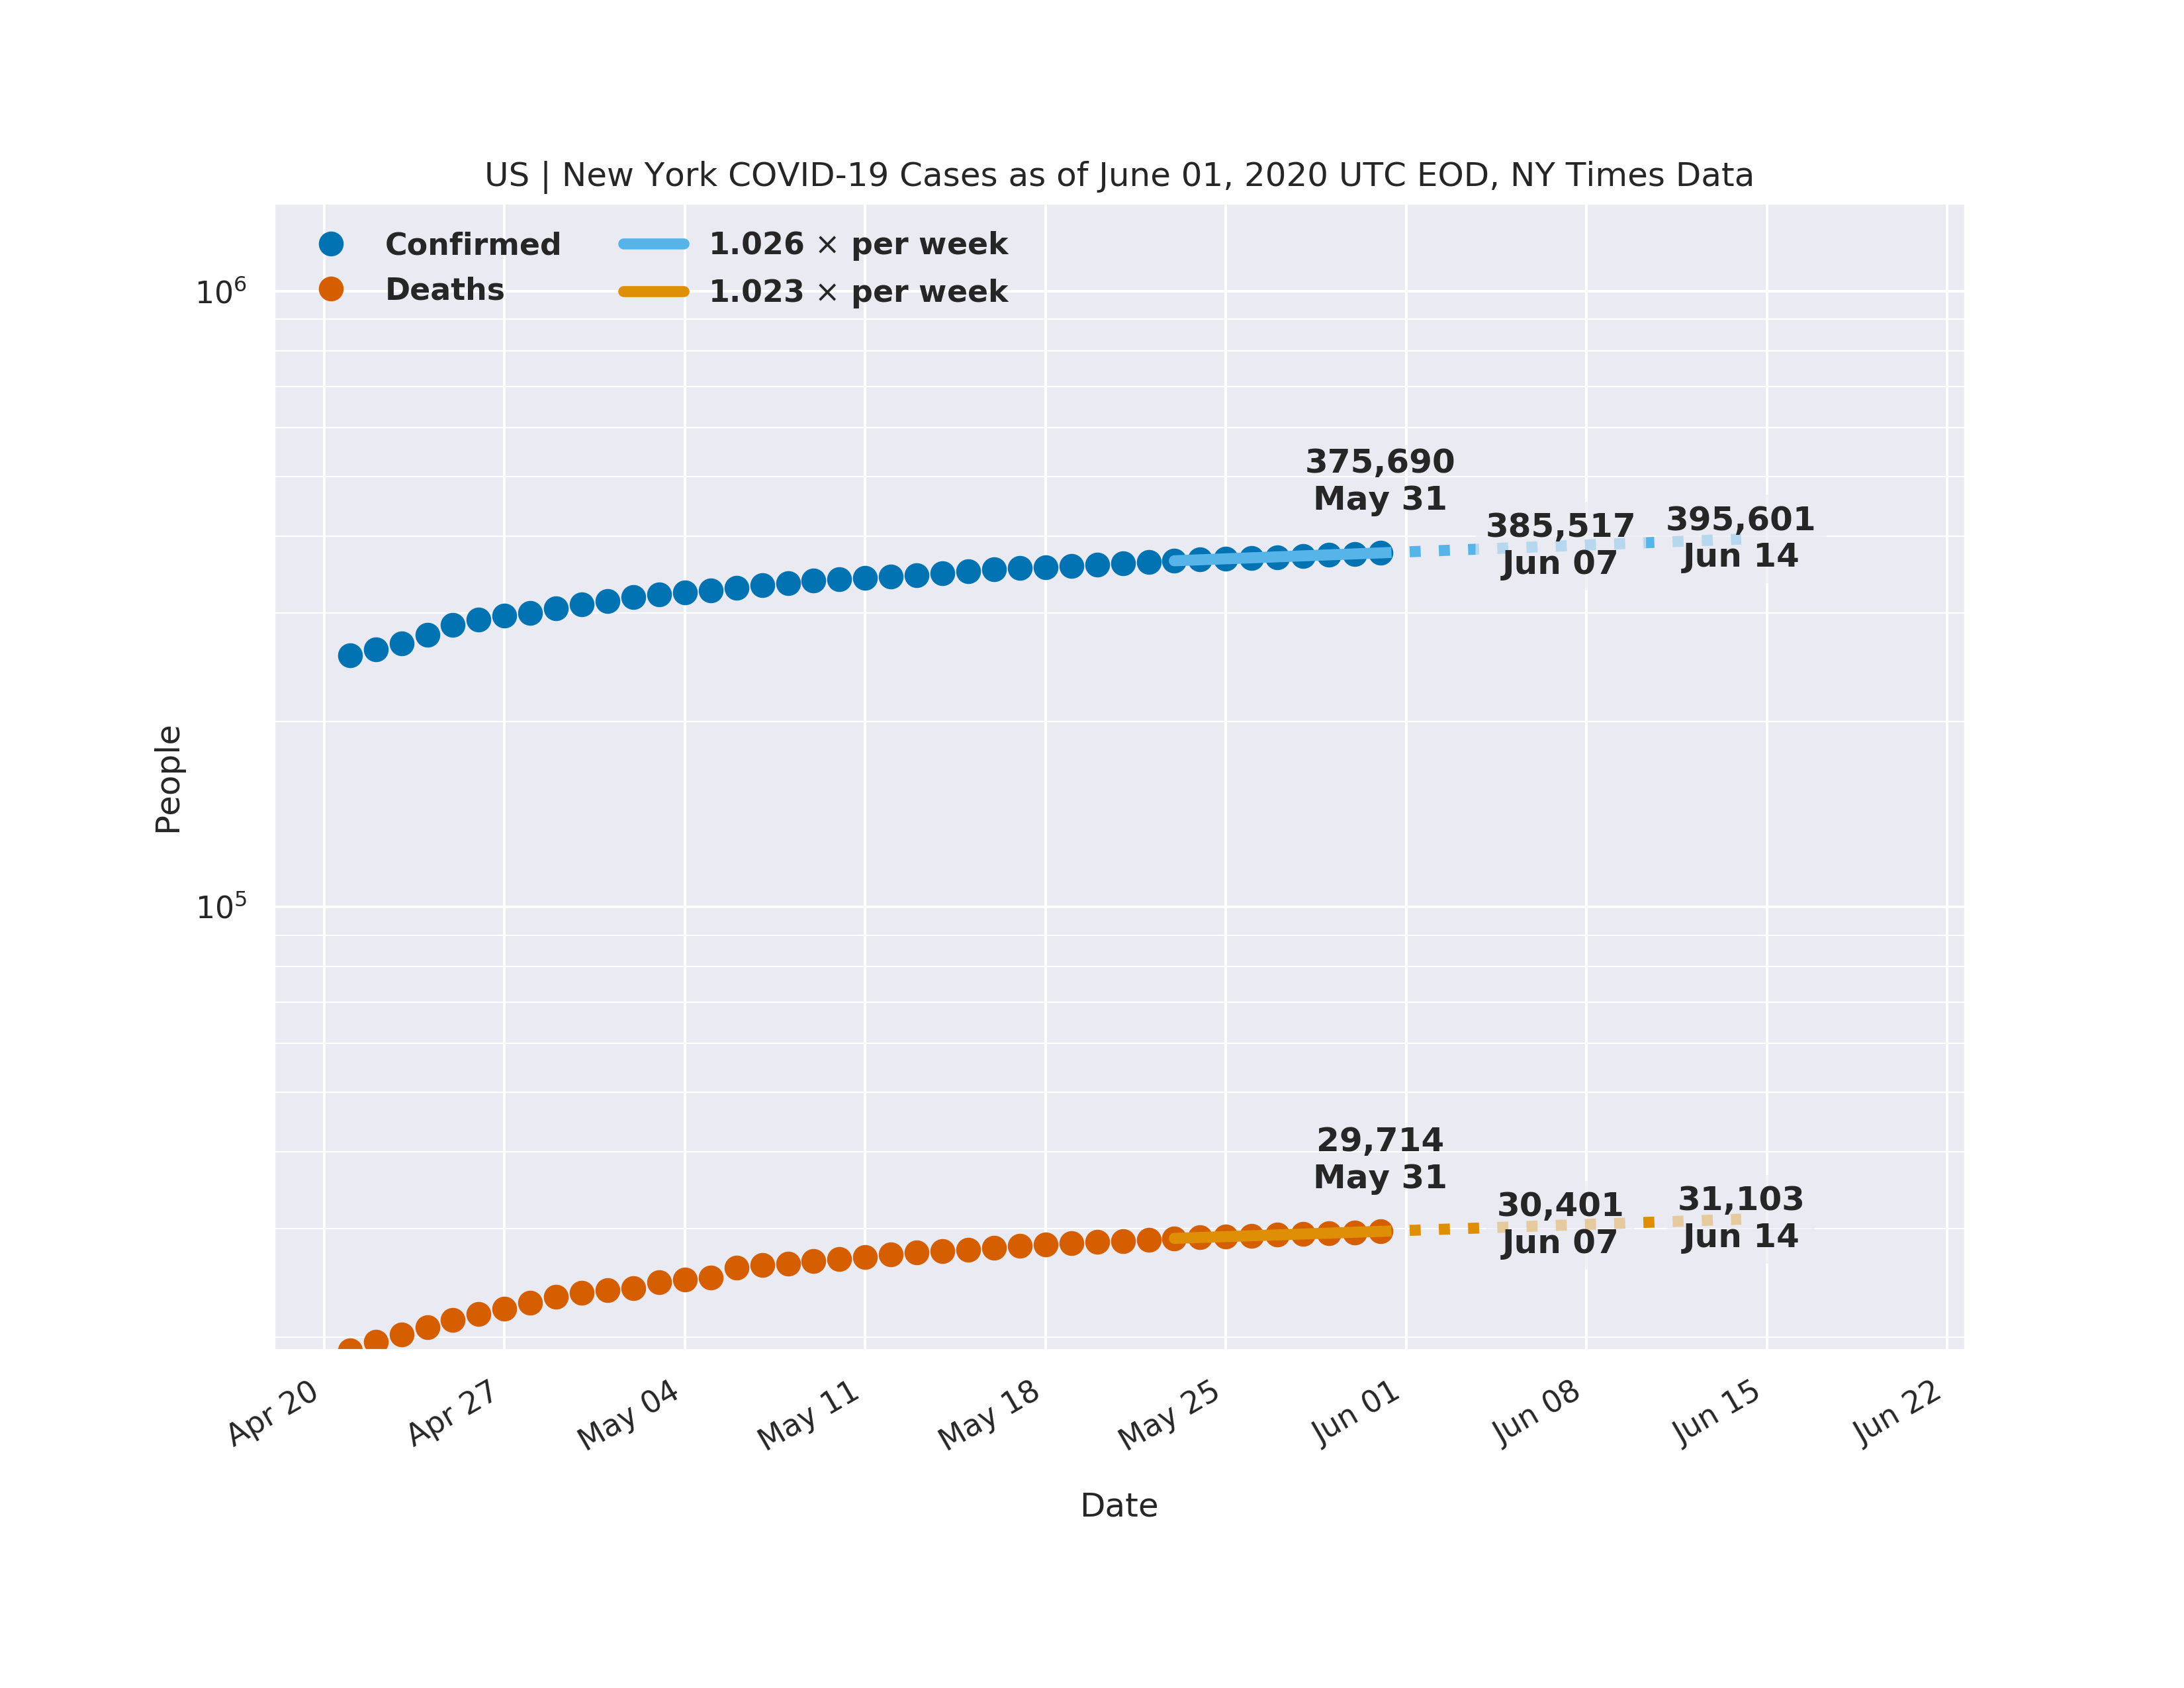 US | New York COVID-19 Cases as of June 01, 2020 UTC EOD, NY Times Data
Confirmed
Deaths
1.026 × per week
1.023 × per week
10⁶
10⁵
People
375,690
May 31
385,517
Jun 07
395,601
Jun 14
29,714
May 31
30,401
Jun 07
31,103
Jun 14
Apr 20
Apr 27
May 04
May 11
May 18
May 25
Jun 01
Jun 08
Jun 15
Jun 22
Date